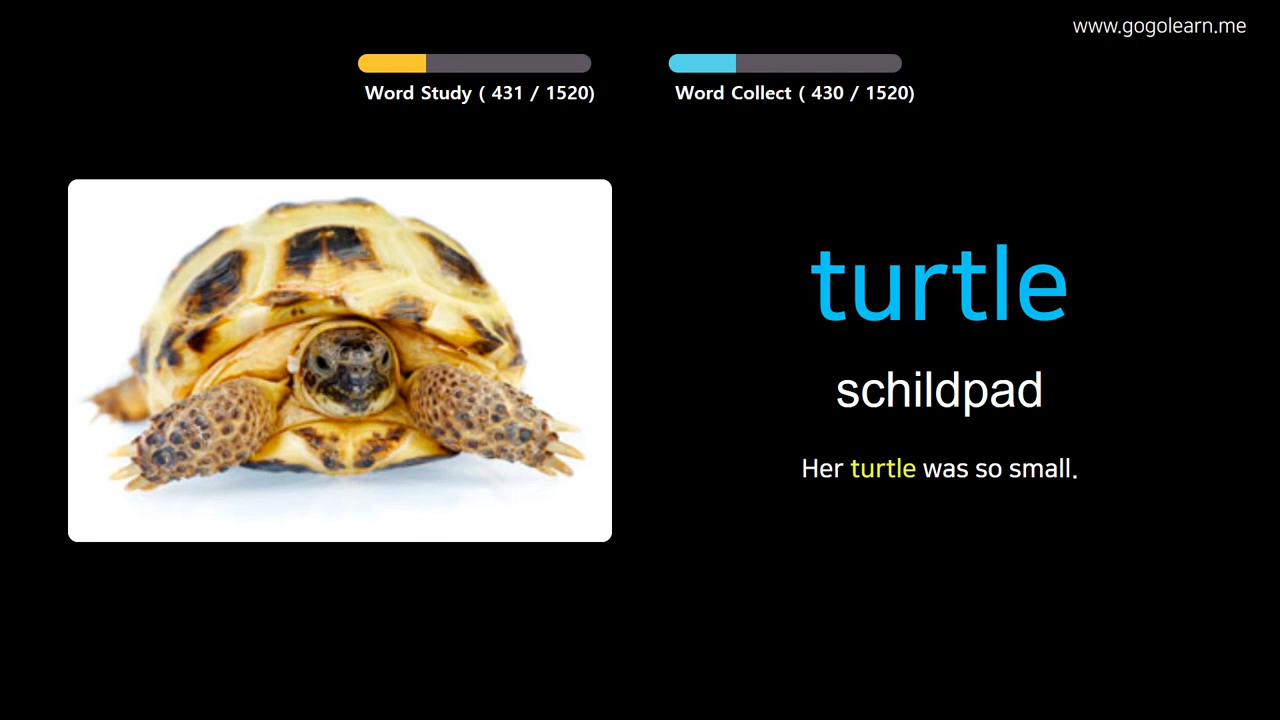 www.gogolearn.me
Word Study ( 431 / 1520)
Word Collect ( 430 / 1520)
turtle
schildpad
Her turtle was so small.